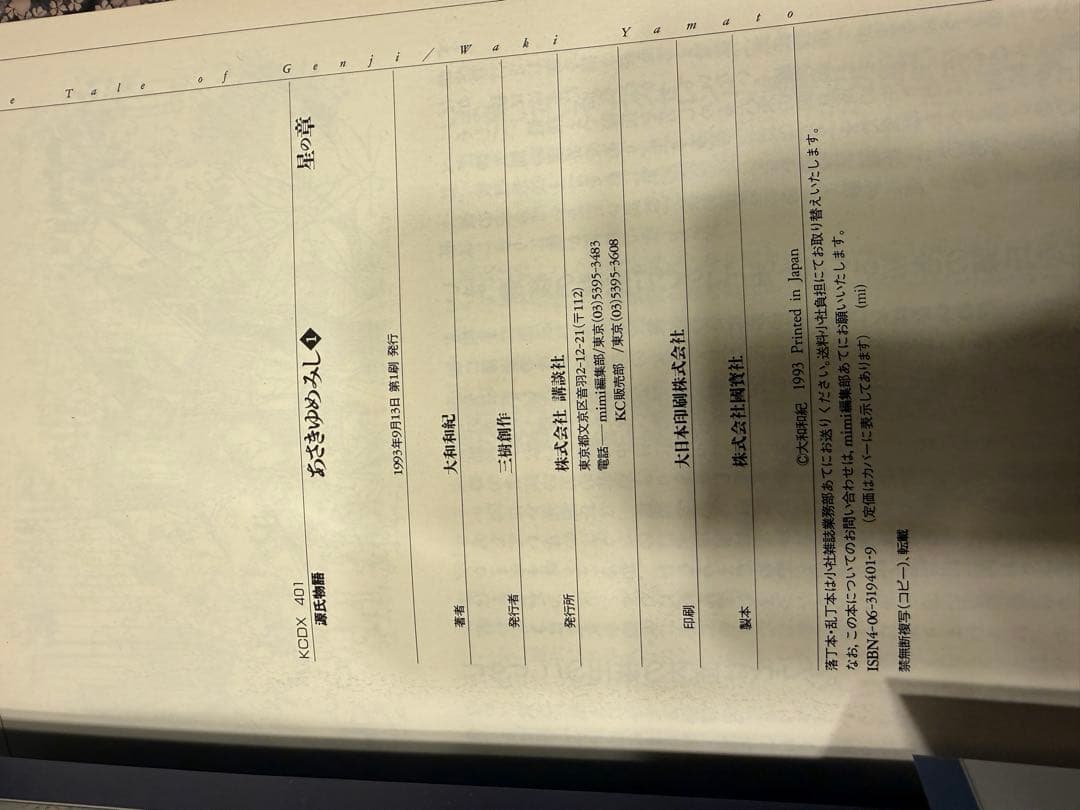 e Tale of Genji/Waki Yamato
KCDX 401
源氏物語 あさきゆめみし1 星の章
1993年9月13日 第1刷 発行
著者 大和和紀
発行者 三樹創作
発行所 株式会社 講談社
東京都文京区音羽2-12-21(〒112)
電話──mimi編集部/東京(03)5395-3483
KC販売部 /東京(03)5395-3608
印刷 大日本印刷株式会社
製本 株式会社國寶社
©大和和紀 1993 Printed in Japan
落丁本・乱丁本は小社雑誌業務部あてにお送りください。送料小社負担にてお取り替えいたします。
なお、この本についてのお問い合わせは、mimi編集部あてにお願いいたします。
ISBN4-06-319401-9 (定価はカバーに表示してあります) (mi)
禁無断複写(コピー)、転載